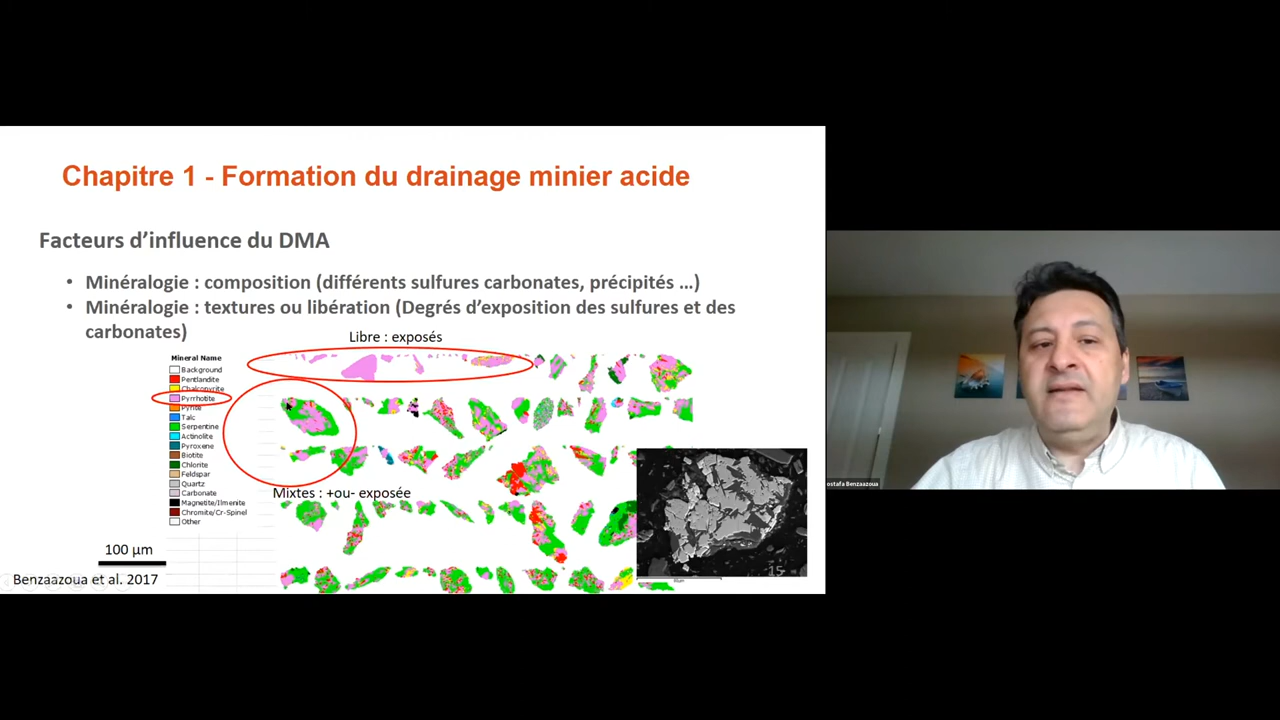 Chapitre 1 - Formation du drainage minier acide
Facteurs d’influence du DMA
• Minéralogie : composition (différents sulfures carbonates, précipités ...)
• Minéralogie : textures ou libération (Degrés d’exposition des sulfures et des
carbonates)
Libre : exposés
Mineral Name
Background
Pentlandite
Chalcopyrite
Pyrrhotite
Pyrite
Talc
Serpentine
Actinolite
Pyroxene
Biotite
Chlorite
Feldspar
Quartz
Carbonate
Magnetite/Ilmenite
Chromite/Cr-Spinel
Other
Mixtes : +ou- exposée
100 µm
Benzaazoua et al. 2017
15
ostafa Benzaazoua